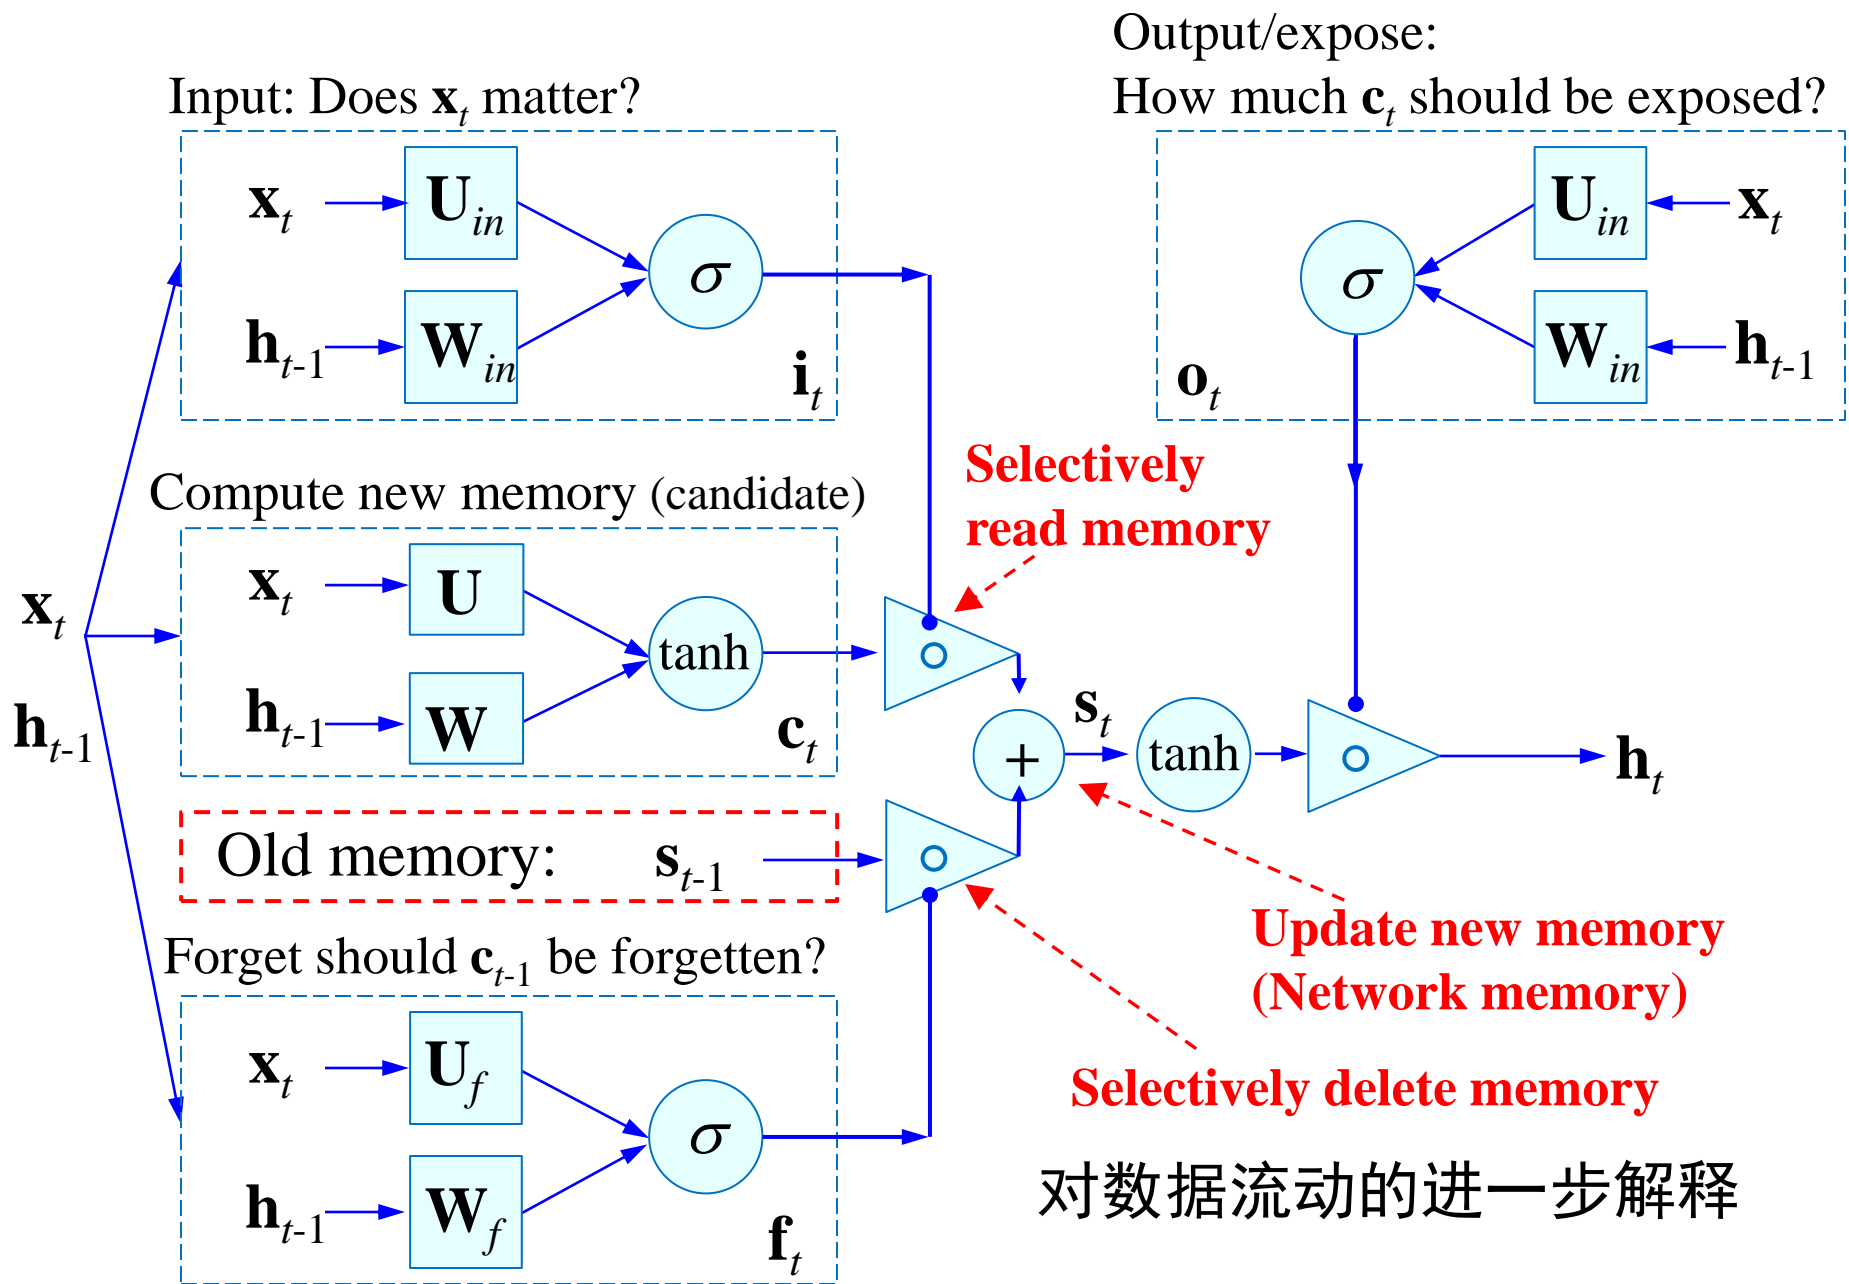 Output/expose:
How much c_t should be exposed?
Input: Does x_t matter?
x_t
U_in
σ
h_t-1
W_in
i_t
U_in
x_t
σ
W_in
h_t-1
o_t
Selectively
read memory
Compute new memory (candidate)
x_t
U
tanh
h_t-1
W
c_t
x_t
h_t-1
s_t
+
tanh
h_t
Old memory: s_t-1
Update new memory
(Network memory)
Forget should c_t-1 be forgetten?
x_t
U_f
σ
h_t-1
W_f
f_t
Selectively delete memory
对数据流动的进一步解释